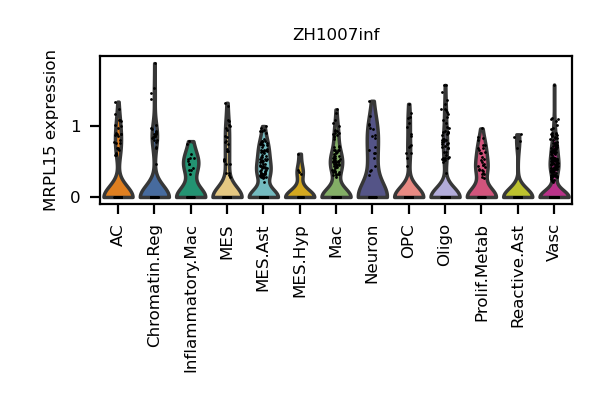 ZH1007inf
MRPL15 expression
1
0
AC
Chromatin.Reg
Inflammatory.Mac
MES
MES.Ast
MES.Hyp
Mac
Neuron
OPC
Oligo
Prolif.Metab
Reactive.Ast
Vasc